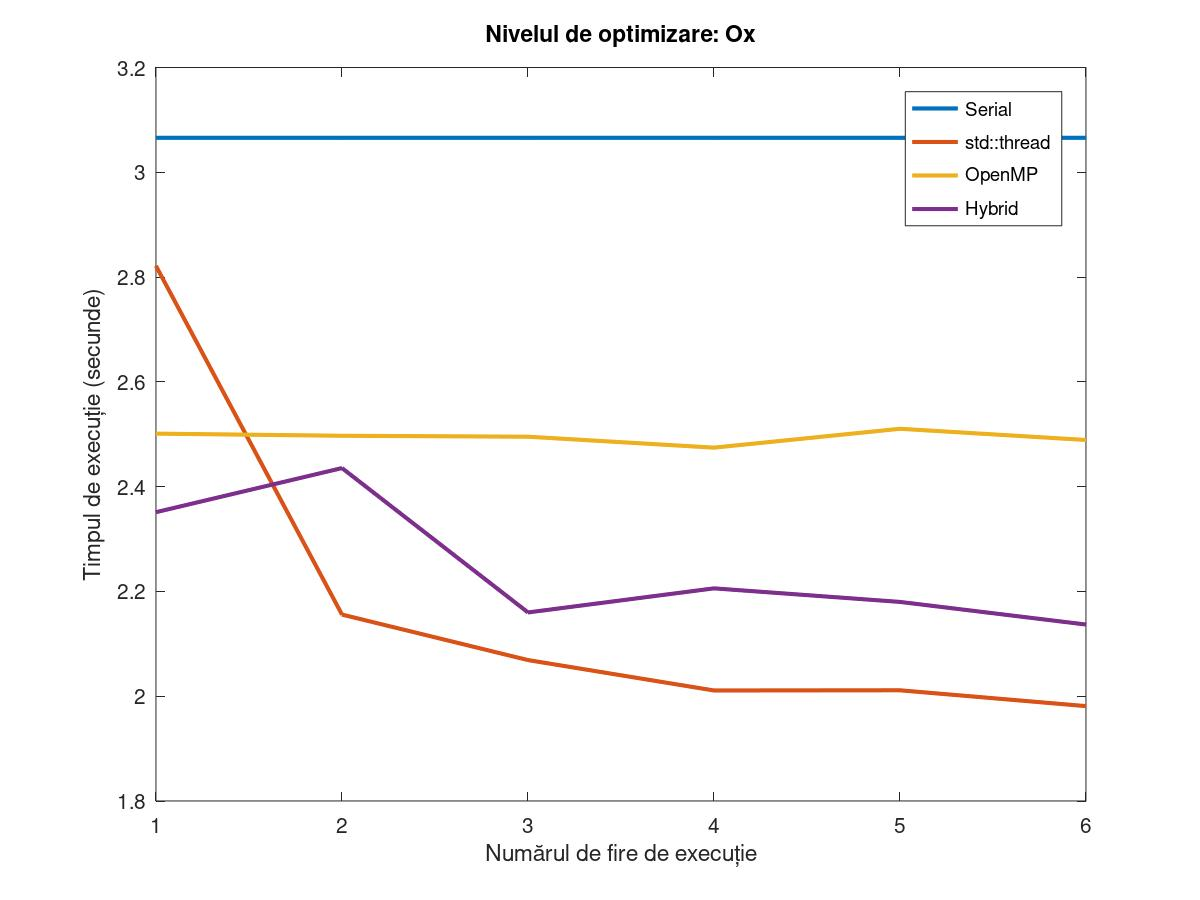 Nivelul de optimizare: Ox
3.2
3
2.8
2.6
2.4
2.2
2
1.8
Timpul de execuție (secunde)
Serial
std::thread
OpenMP
Hybrid
1 2 3 4 5 6
Numărul de fire de execuție